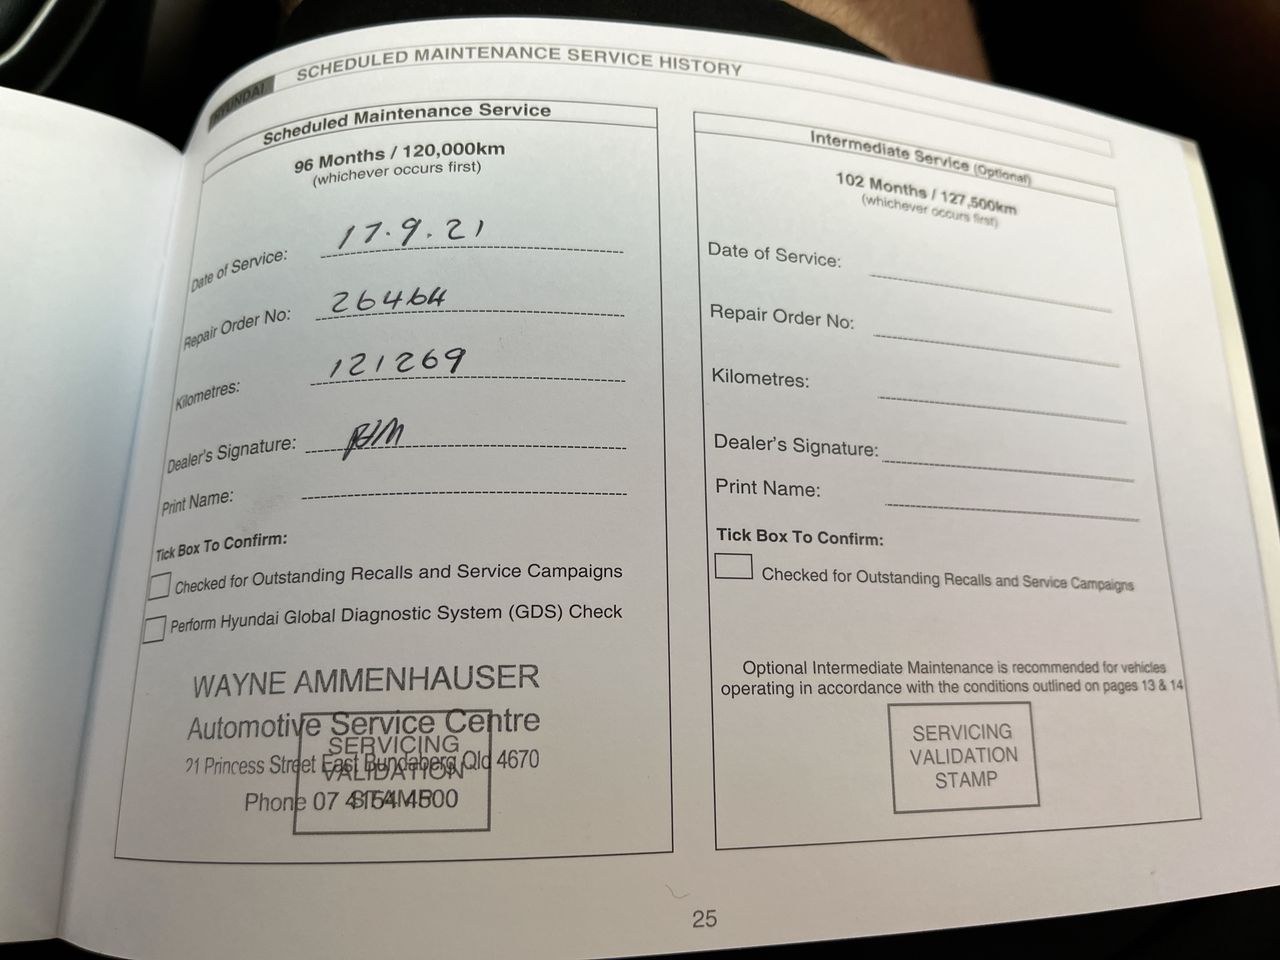 HYUNDAI
SCHEDULED MAINTENANCE SERVICE HISTORY
Scheduled Maintenance Service
96 Months / 120,000km
(whichever occurs first)
Date of Service: 17.9.21
Repair Order No: 26464
Kilometres: 121269
Dealer's Signature:
Print Name:
Tick Box To Confirm:
Checked for Outstanding Recalls and Service Campaigns
Perform Hyundai Global Diagnostic System (GDS) Check
WAYNE AMMENHAUSER
Automotive Service Centre
21 Princess Street East Bundaberg Qld 4670
Phone 07 4154 4500
SERVICING
VALIDATION
STAMP
Intermediate Service (Optional)
102 Months / 127,500km
(whichever occurs first)
Date of Service:
Repair Order No:
Kilometres:
Dealer's Signature:
Print Name:
Tick Box To Confirm:
Checked for Outstanding Recalls and Service Campaigns
Optional Intermediate Maintenance is recommended for vehicles
operating in accordance with the conditions outlined on pages 13 & 14
SERVICING
VALIDATION
STAMP
25